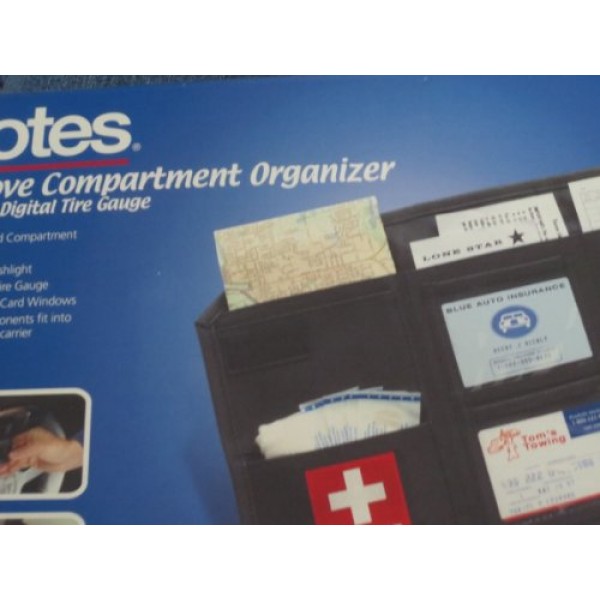 otes®
ove Compartment Organizer
Digital Tire Gauge
d Compartment
shlight
ire Gauge
Card Windows
onents fit into
carrier
LONE STAR
BLUE AUTO INSURANCE
Tom's
Towing